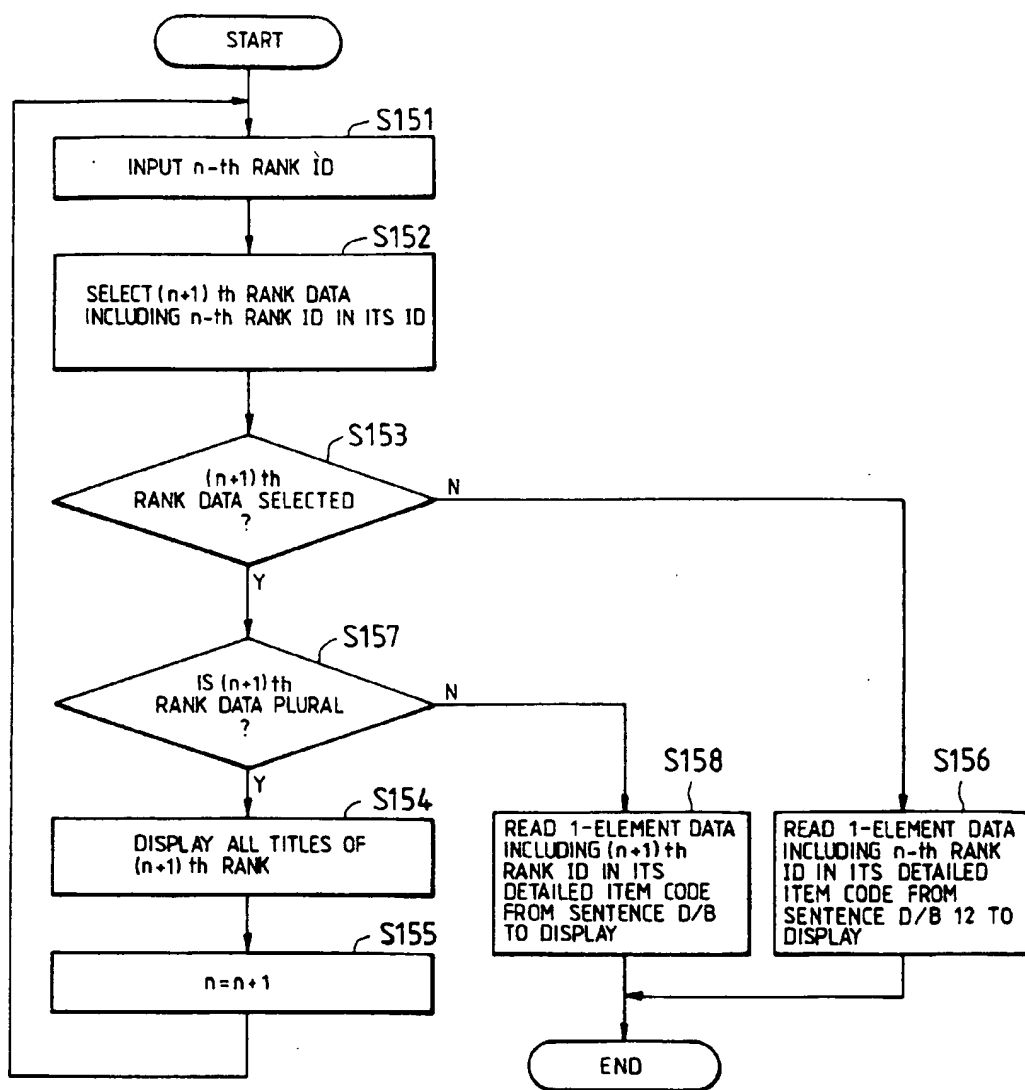 START
S151
INPUT n-th RANK ID
S152
SELECT (n+1) th RANK DATA
INCLUDING n-th RANK ID IN ITS ID
S153
(n+1) th
RANK DATA SELECTED
?
N
Y
S157
IS (n+1) th
RANK DATA PLURAL
?
N
Y
S154
DISPLAY ALL TITLES OF
(n+1) th RANK
S155
n=n+1
S158
READ 1-ELEMENT DATA
INCLUDING (n+1) th
RANK ID IN ITS
DETAILED ITEM CODE
FROM SENTENCE D/B
TO DISPLAY
S156
READ 1-ELEMENT DATA
INCLUDING n-th RANK
ID IN ITS DETAILED
ITEM CODE FROM
SENTENCE D/B 12 TO
DISPLAY
END